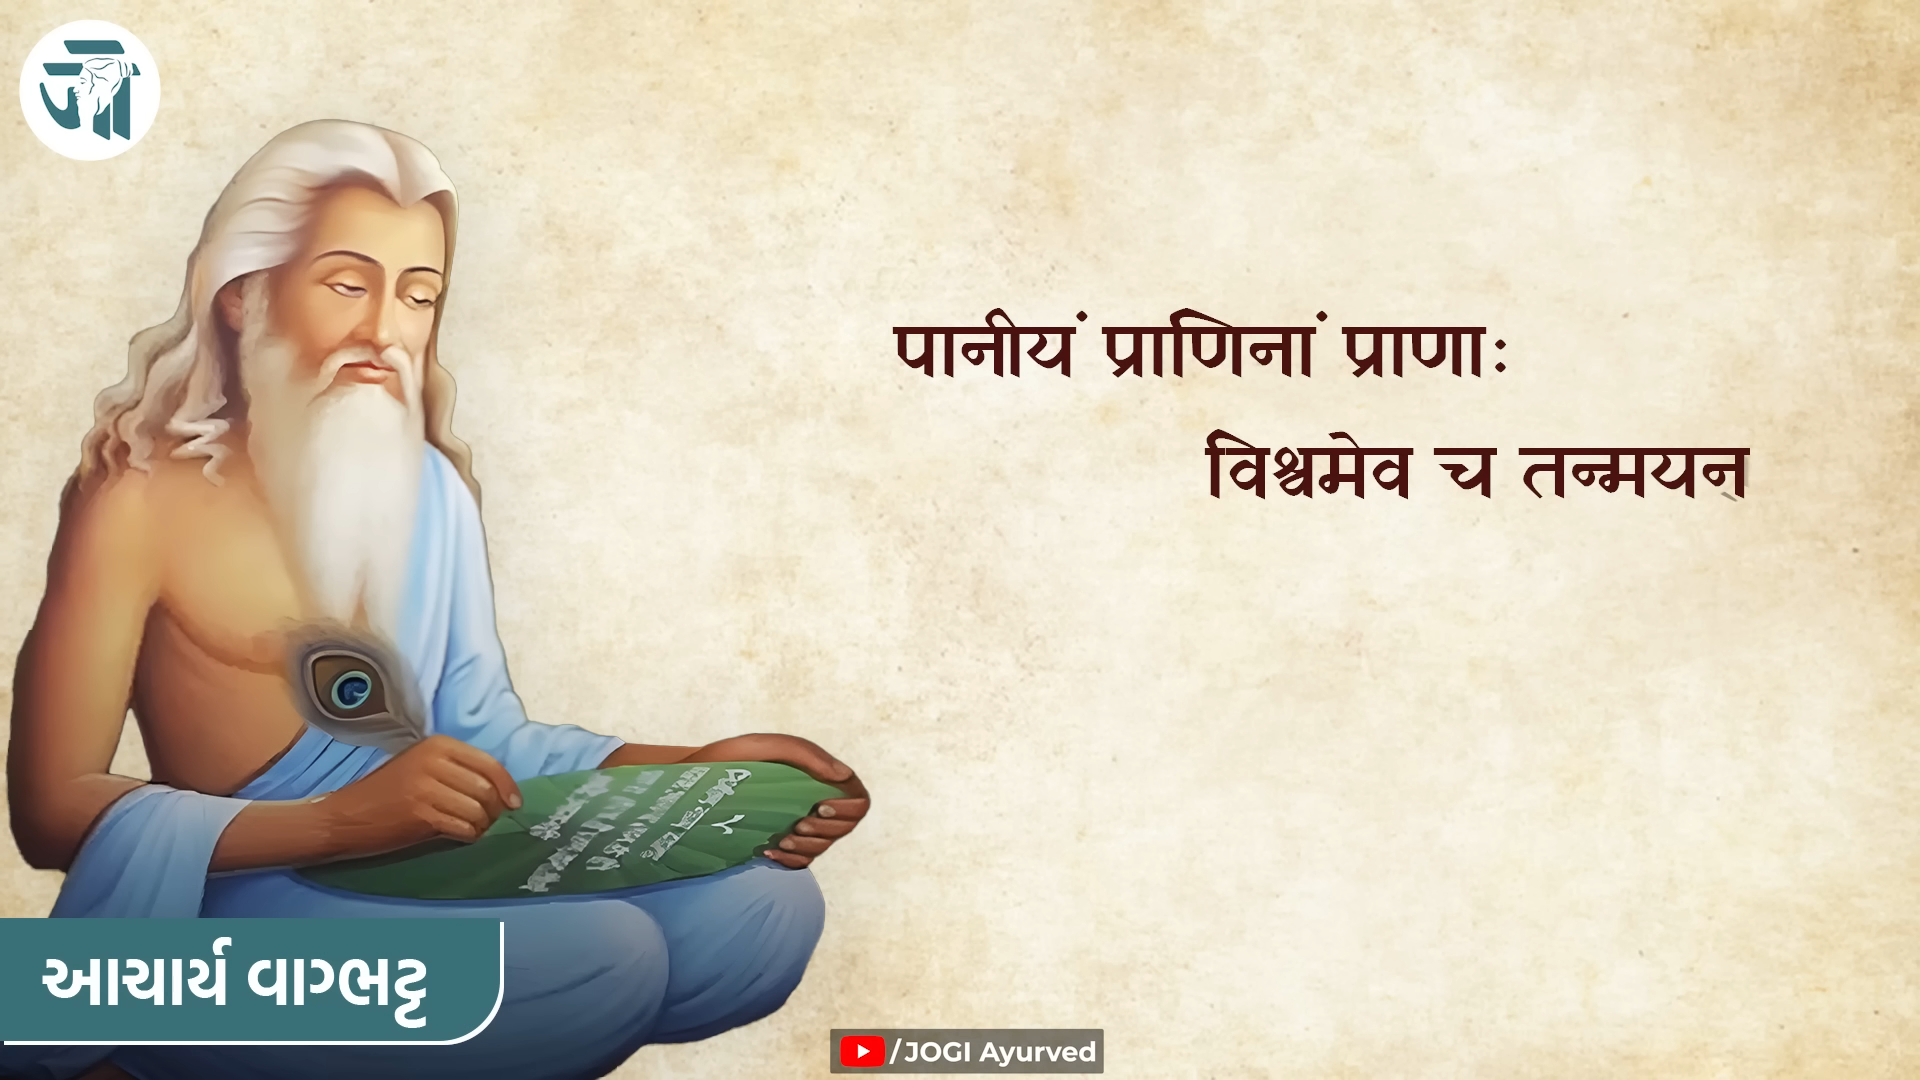 पानीयं प्राणिनां प्राणाः
विश्वमेव च तन्मयन्
આચાર્ય વાગ્ભટ્ટ
/JOGI Ayurved